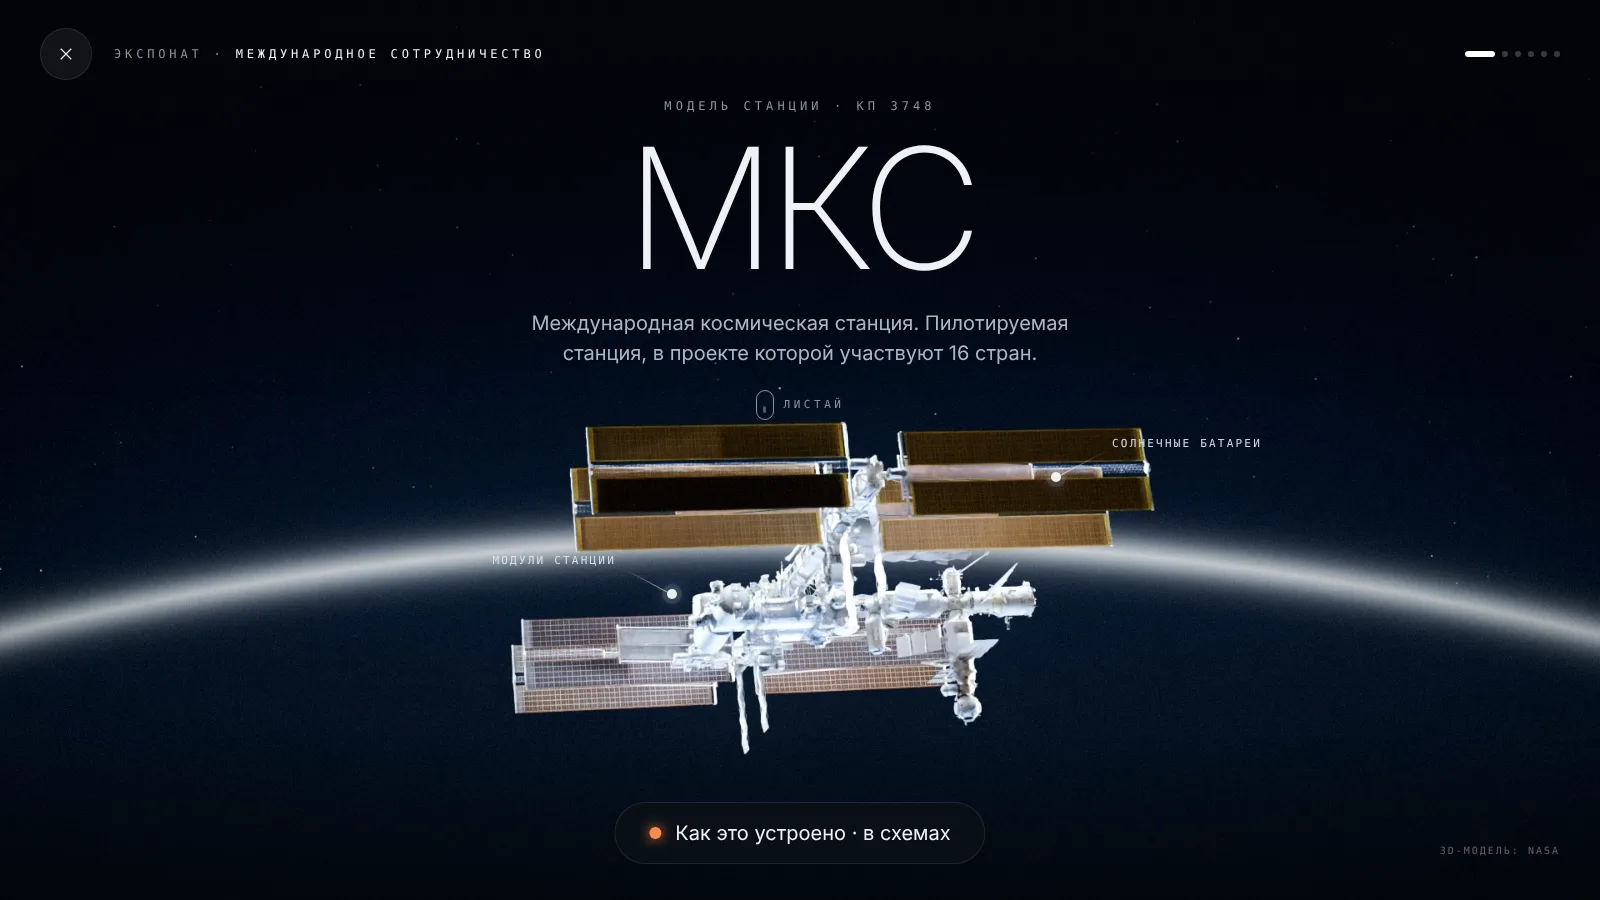 ЭКСПОНАТ · МЕЖДУНАРОДНОЕ СОТРУДНИЧЕСТВО
МОДЕЛЬ СТАНЦИИ · КП 3748
МКС
Международная космическая станция. Пилотируемая
станция, в проекте которой участвуют 16 стран.
ЛИСТАЙ
СОЛНЕЧНЫЕ БАТАРЕИ
МОДУЛИ СТАНЦИИ
Как это устроено · в схемах
3D-МОДЕЛЬ: NASA